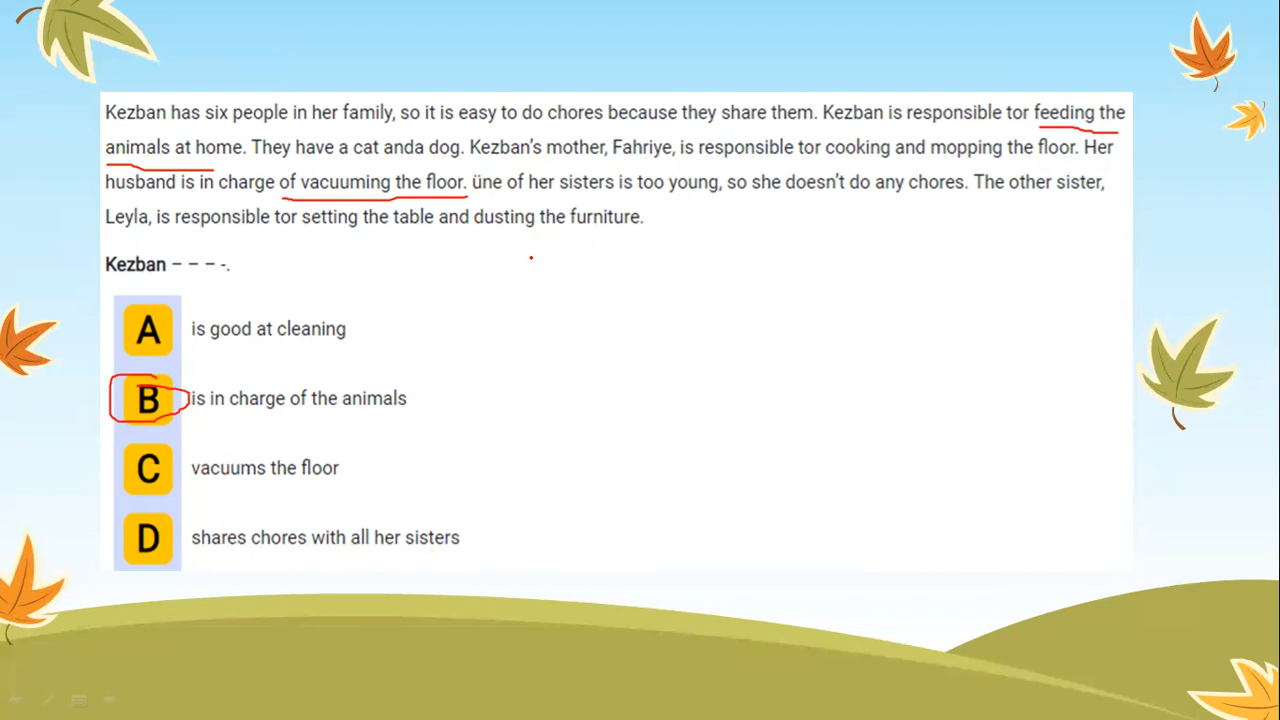 Kezban has six people in her family, so it is easy to do chores because they share them. Kezban is responsible tor feeding the
animals at home. They have a cat anda dog. Kezban's mother, Fahriye, is responsible tor cooking and mopping the floor. Her
husband is in charge of vacuuming the floor. üne of her sisters is too young, so she doesn't do any chores. The other sister,
Leyla, is responsible tor setting the table and dusting the furniture.
Kezban – – – -.
A is good at cleaning
B is in charge of the animals
C vacuums the floor
D shares chores with all her sisters